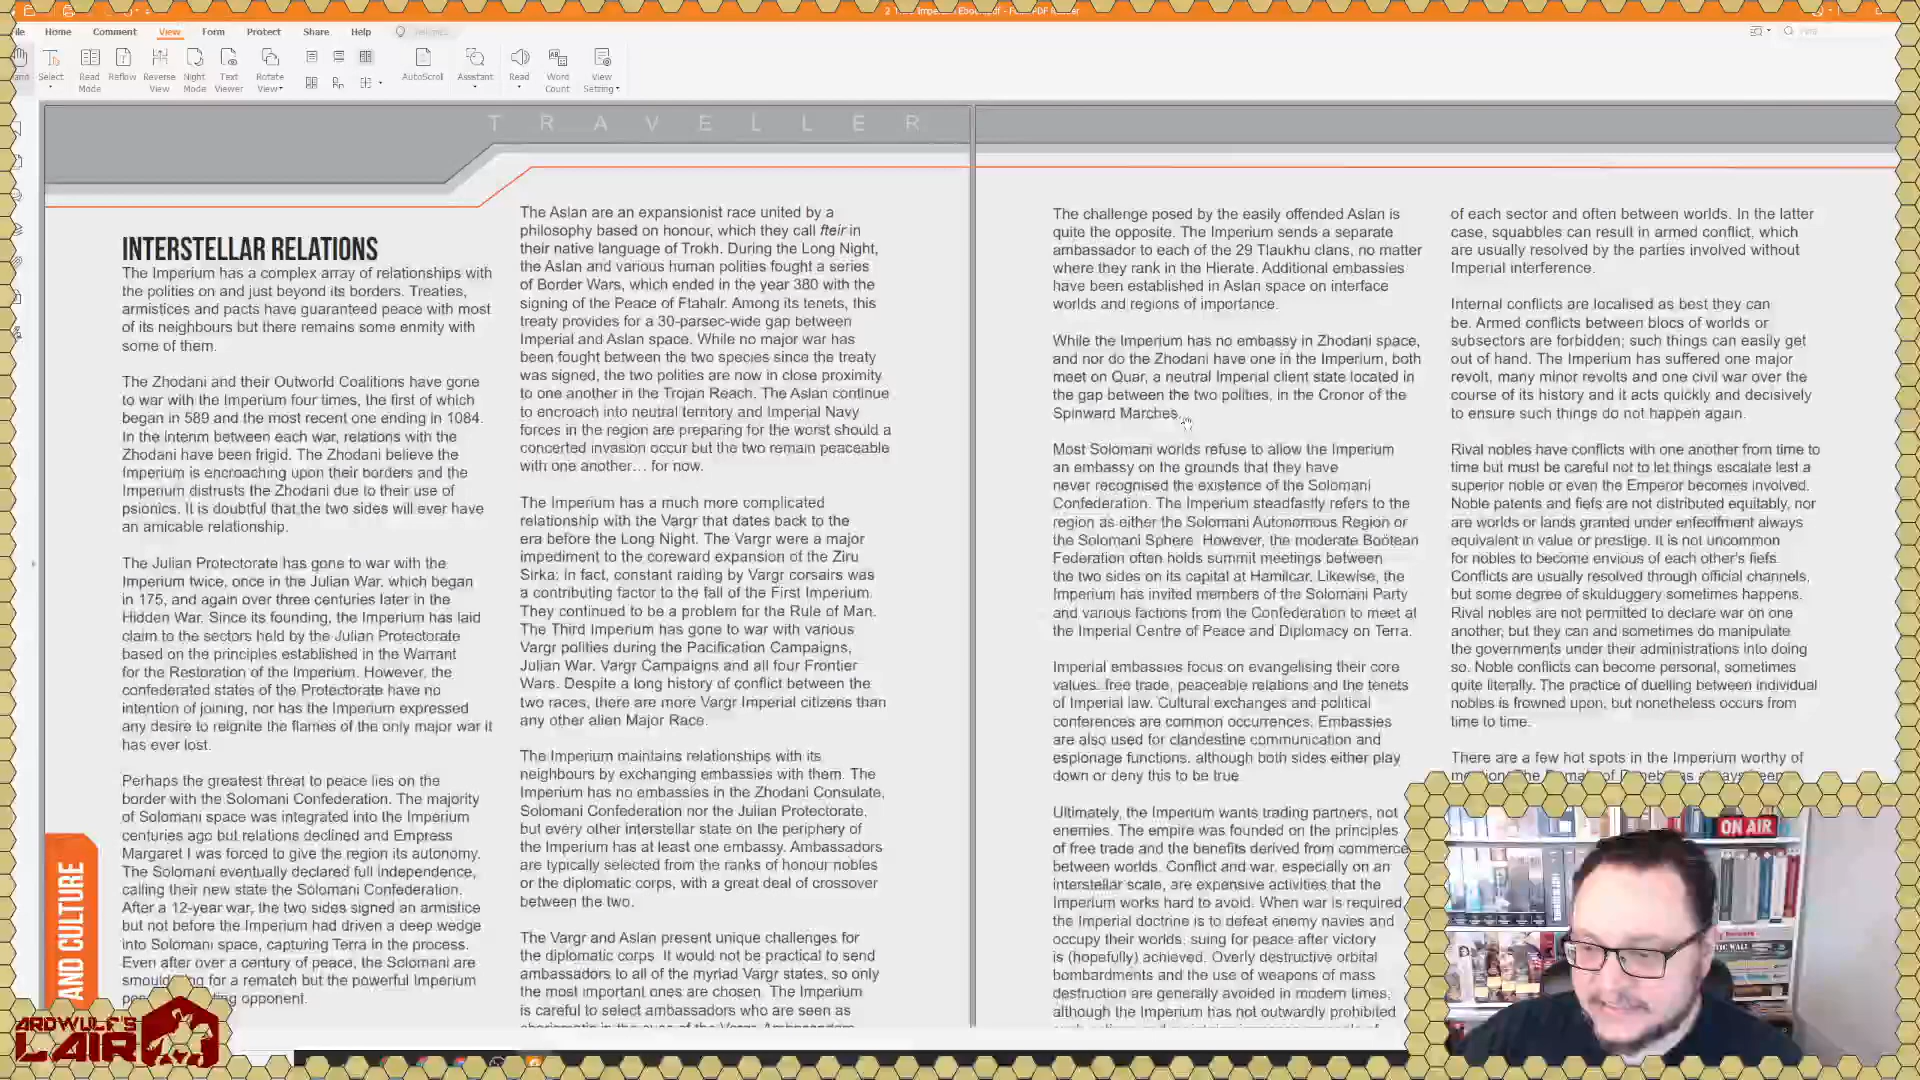 Home Comment View Form Protect Share Help
Select Read Mode Reflow Reverse View Night Mode Text Viewer Rotate View AutoScroll Assistant Read Word Count View Setting
TRAVELLER
INTERSTELLAR RELATIONS
The Imperium has a complex array of relationships with
the polities on and just beyond its borders. Treaties,
armistices and pacts have guaranteed peace with most
of its neighbours but there remains some enmity with
some of them.
The Zhodani and their Outworld Coalitions have gone
to war with the Imperium four times, the first of which
began in 589 and the most recent one ending in 1084.
In the interim between each war, relations with the
Zhodani have been frigid. The Zhodani believe the
Imperium is encroaching upon their borders and the
Imperium distrusts the Zhodani due to their use of
psionics. It is doubtful that the two sides will ever have
an amicable relationship.
The Julian Protectorate has gone to war with the
Imperium twice, once in the Julian War, which began
in 175, and again over three centuries later in the
Hidden War. Since its founding, the Imperium has laid
claim to the sectors held by the Julian Protectorate
based on the principles established in the Warrant
for the Restoration of the Imperium. However, the
confederated states of the Protectorate have no
intention of joining, nor has the Imperium expressed
any desire to reignite the flames of the only major war it
has ever lost.
Perhaps the greatest threat to peace lies on the
border with the Solomani Confederation. The majority
of Solomani space was integrated into the Imperium
centuries ago but relations declined and Empress
Margaret I was forced to give the region its autonomy.
The Solomani eventually declared full independence,
calling their new state the Solomani Confederation.
After a 12-year war, the two sides signed an armistice
but not before the Imperium had driven a deep wedge
into Solomani space, capturing Terra in the process.
Even after over a century of peace, the Solomani are
for a rematch but the powerful Imperium
opponent.
The Aslan are an expansionist race united by a
philosophy based on honour, which they call fteir in
their native language of Trokh. During the Long Night,
the Aslan and various human polities fought a series
of Border Wars, which ended in the year 380 with the
signing of the Peace of Ftahalr. Among its tenets, this
treaty provides for a 30-parsec-wide gap between
Imperial and Aslan space. While no major war has
been fought between the two species since the treaty
was signed, the two polities are now in close proximity
to one another in the Trojan Reach. The Aslan continue
to encroach into neutral territory and Imperial Navy
forces in the region are preparing for the worst should a
concerted invasion occur but the two remain peaceable
with one another… for now.
The Imperium has a much more complicated
relationship with the Vargr that dates back to the
era before the Long Night. The Vargr were a major
impediment to the coreward expansion of the Ziru
Sirka: In fact, constant raiding by Vargr corsairs was
a contributing factor to the fall of the First Imperium.
They continued to be a problem for the Rule of Man.
The Third Imperium has gone to war with various
Vargr polities during the Pacification Campaigns,
Julian War, Vargr Campaigns and all four Frontier
Wars. Despite a long history of conflict between the
two races, there are more Vargr Imperial citizens than
any other alien Major Race.
The Imperium maintains relationships with its
neighbours by exchanging embassies with them. The
Imperium has no embassies in the Zhodani Consulate,
Solomani Confederation nor the Julian Protectorate,
but every other interstellar state on the periphery of
the Imperium has at least one embassy. Ambassadors
are typically selected from the ranks of honour nobles
or the diplomatic corps, with a great deal of crossover
between the two.
The Vargr and Aslan present unique challenges for
the diplomatic corps. It would not be practical to send
ambassadors to all of the myriad Vargr states, so only
the most important ones are chosen. The Imperium
is careful to select ambassadors who are seen as
The challenge posed by the easily offended Aslan is
quite the opposite. The Imperium sends a separate
ambassador to each of the 29 Tlaukhu clans, no matter
where they rank in the Hierate. Additional embassies
have been established in Aslan space on interface
worlds and regions of importance.
While the Imperium has no embassy in Zhodani space,
and nor do the Zhodani have one in the Imperium, both
meet on Quar, a neutral Imperial client state located in
the gap between the two polities, in the Cronor of the
Spinward Marches.
Most Solomani worlds refuse to allow the Imperium
an embassy on the grounds that they have
never recognised the existence of the Solomani
Confederation. The Imperium steadfastly refers to the
region as either the Solomani Autonomous Region or
the Solomani Sphere. However, the moderate Boötean
Federation often holds summit meetings between
the two sides on its capital at Hamilcar. Likewise, the
Imperium has invited members of the Solomani Party
and various factions from the Confederation to meet at
the Imperial Centre of Peace and Diplomacy on Terra.
Imperial embassies focus on evangelising their core
values: free trade, peaceable relations and the tenets
of Imperial law. Cultural exchanges and political
conferences are common occurrences. Embassies
are also used for clandestine communication and
espionage functions, although both sides either play
down or deny this to be true.
Ultimately, the Imperium wants trading partners, not
enemies. The empire was founded on the principles
of free trade and the benefits derived from commerce
between worlds. Conflict and war, especially on an
interstellar scale, are expensive activities that the
Imperium works hard to avoid. When war is required,
the Imperial doctrine is to defeat enemy navies and
occupy their worlds, suing for peace after victory
is (hopefully) achieved. Overly destructive orbital
bombardments and the use of weapons of mass
destruction are generally avoided in modern times,
although the Imperium has not outwardly prohibited
of each sector and often between worlds. In the latter
case, squabbles can result in armed conflict, which
are usually resolved by the parties involved without
Imperial interference.
Internal conflicts are localised as best they can
be. Armed conflicts between blocs of worlds or
subsectors are forbidden; such things can easily get
out of hand. The Imperium has suffered one major
revolt, many minor revolts and one civil war over the
course of its history and it acts quickly and decisively
to ensure such things do not happen again.
Rival nobles have conflicts with one another from time to
time but must be careful not to let things escalate lest a
superior noble or even the Emperor becomes involved.
Noble patents and fiefs are not distributed equitably, nor
are worlds or lands granted under enfeoffment always
equivalent in value or prestige. It is not uncommon
for nobles to become envious of each other's fiefs.
Conflicts are usually resolved through official channels,
but some degree of skulduggery sometimes happens.
Rival nobles are not permitted to declare war on one
another, but they can and sometimes do manipulate
the governments under their administrations into doing
so. Noble conflicts can become personal, sometimes
quite literally. The practice of duelling between individual
nobles is frowned upon, but nonetheless occurs from
time to time.
There are a few hot spots in the Imperium worthy of
AND CULTURE
ARDWULF'S
LAIR
ON AIR